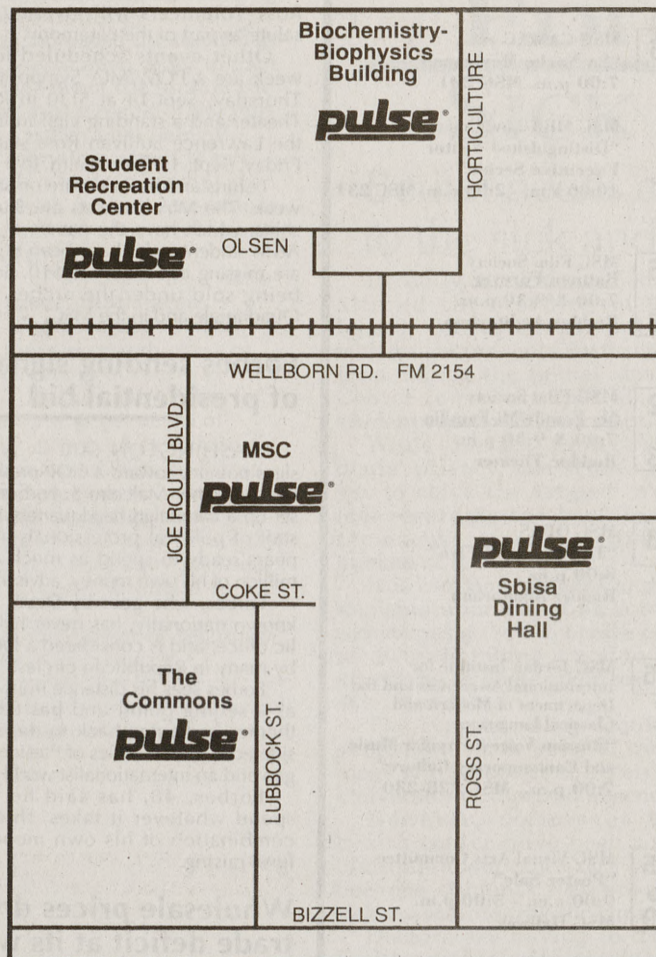 Biochemistry-
Biophysics
Building
pulse®
HORTICULTURE
Student
Recreation
Center
pulse®
OLSEN
WELLBORN RD. FM 2154
JOE ROUTT BLVD.
MSC
pulse®
pulse®
Sbisa
Dining
Hall
COKE ST.
The
Commons
pulse®
LUBBOCK ST.
ROSS ST.
BIZZELL ST.